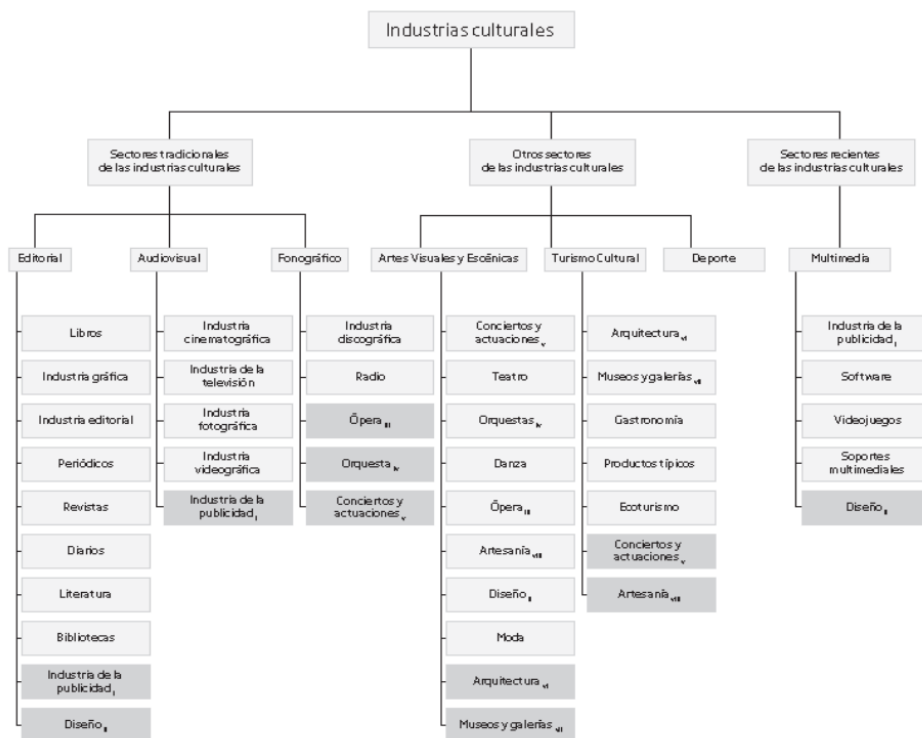 Industrias culturales
Sectores tradicionales
de las industrias culturales
Otros sectores
de las industrias culturales
Sectores recientes
de las industrias culturales
Editorial
Audiovisual
Fonográfico
Artes Visuales y Escénicas
Turismo Cultural
Deporte
Multimedia
Libros
Industria gráfica
Industria editorial
Periódicos
Revistas
Diarios
Literatura
Bibliotecas
Industria de la
publicidad I
Diseño II
Industria
cinematográfica
Industria de la
televisión
Industria
fotográfica
Industria
videográfica
Industria de la
publicidad I
Industria
discográfica
Radio
Ópera III
Orquesta IV
Conciertos y
actuaciones V
Conciertos y
actuaciones V
Teatro
Orquestas IV
Danza
Ópera III
Artesanía VIII
Diseño II
Moda
Arquitectura VI
Museos y galerías VII
Arquitectura VI
Museos y galerías VII
Gastronomía
Productos típicos
Ecoturismo
Conciertos y
actuaciones V
Artesanía VIII
Industria de la
publicidad I
Software
Videojuegos
Soportes
multimediales
Diseño II